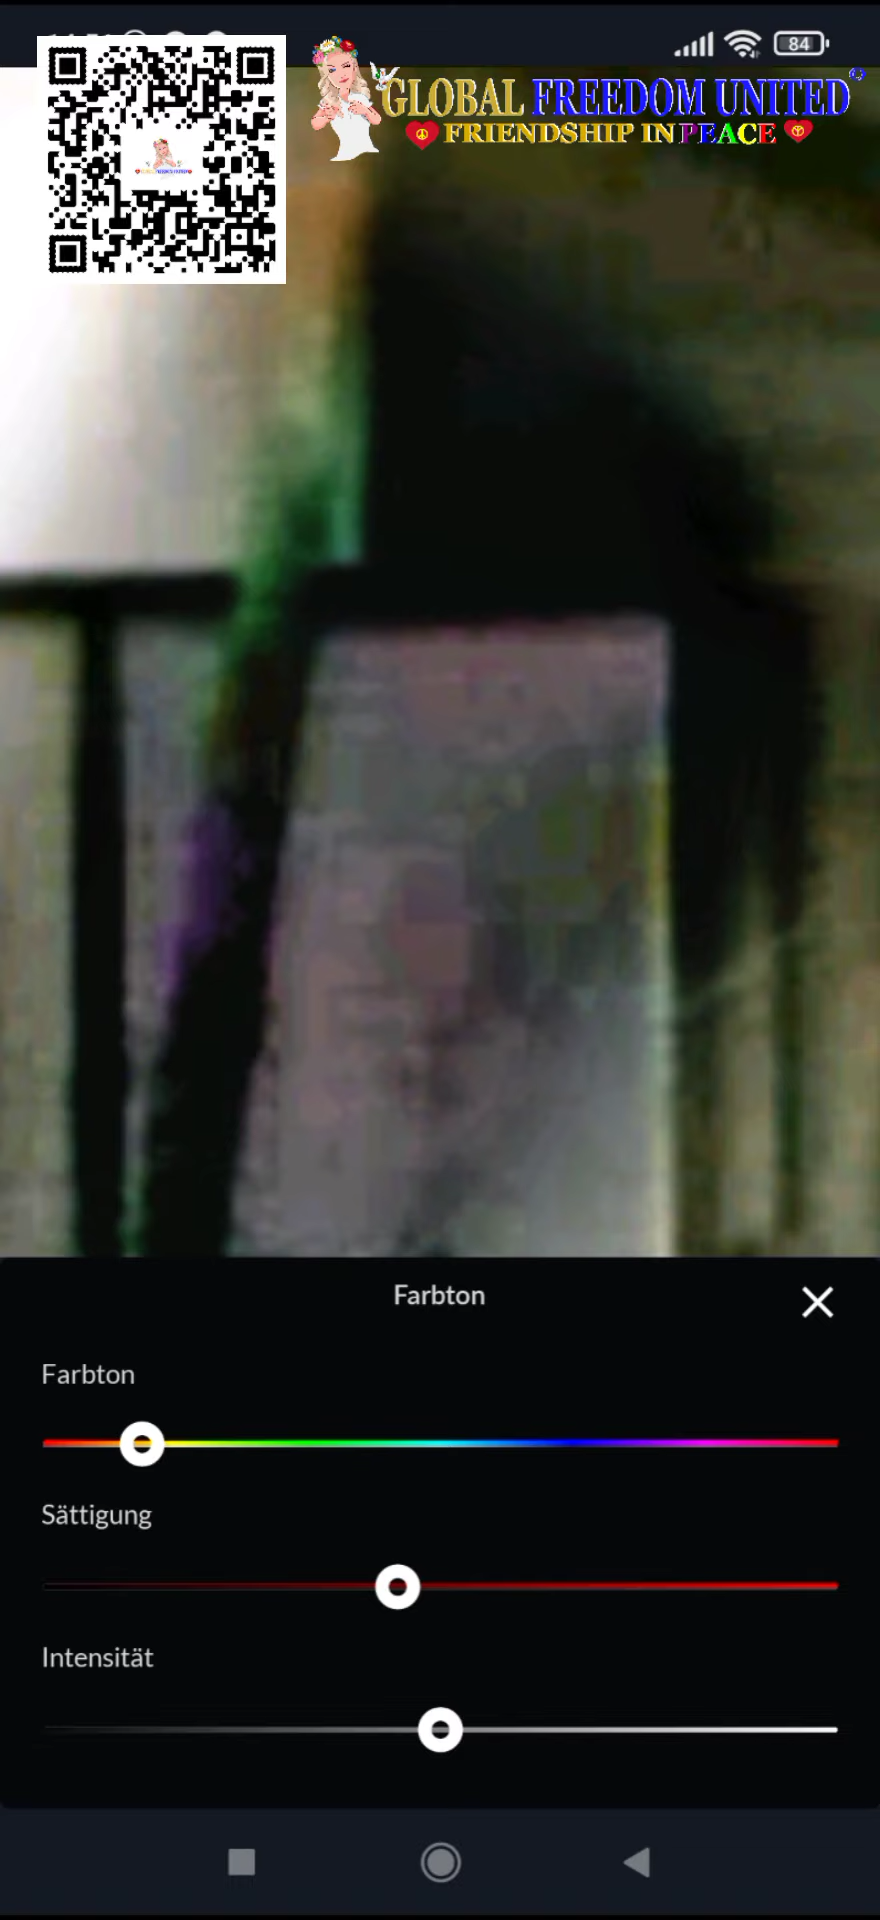 84
GLOBAL FREEDOM UNITED
FRIENDSHIP IN PEACE
Farbton
Farbton
Sättigung
Intensität